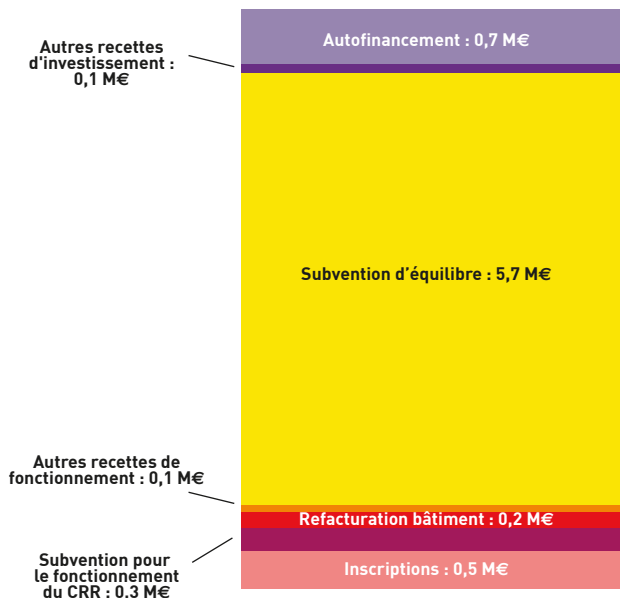 Autofinancement : 0,7 M€
Autres recettes
d'investissement :
0,1 M€
Subvention d’équilibre : 5,7 M€
Autres recettes de
fonctionnement : 0,1 M€
Refacturation bâtiment : 0,2 M€
Subvention pour
le fonctionnement
du CRR : 0,3 M€
Inscriptions : 0,5 M€